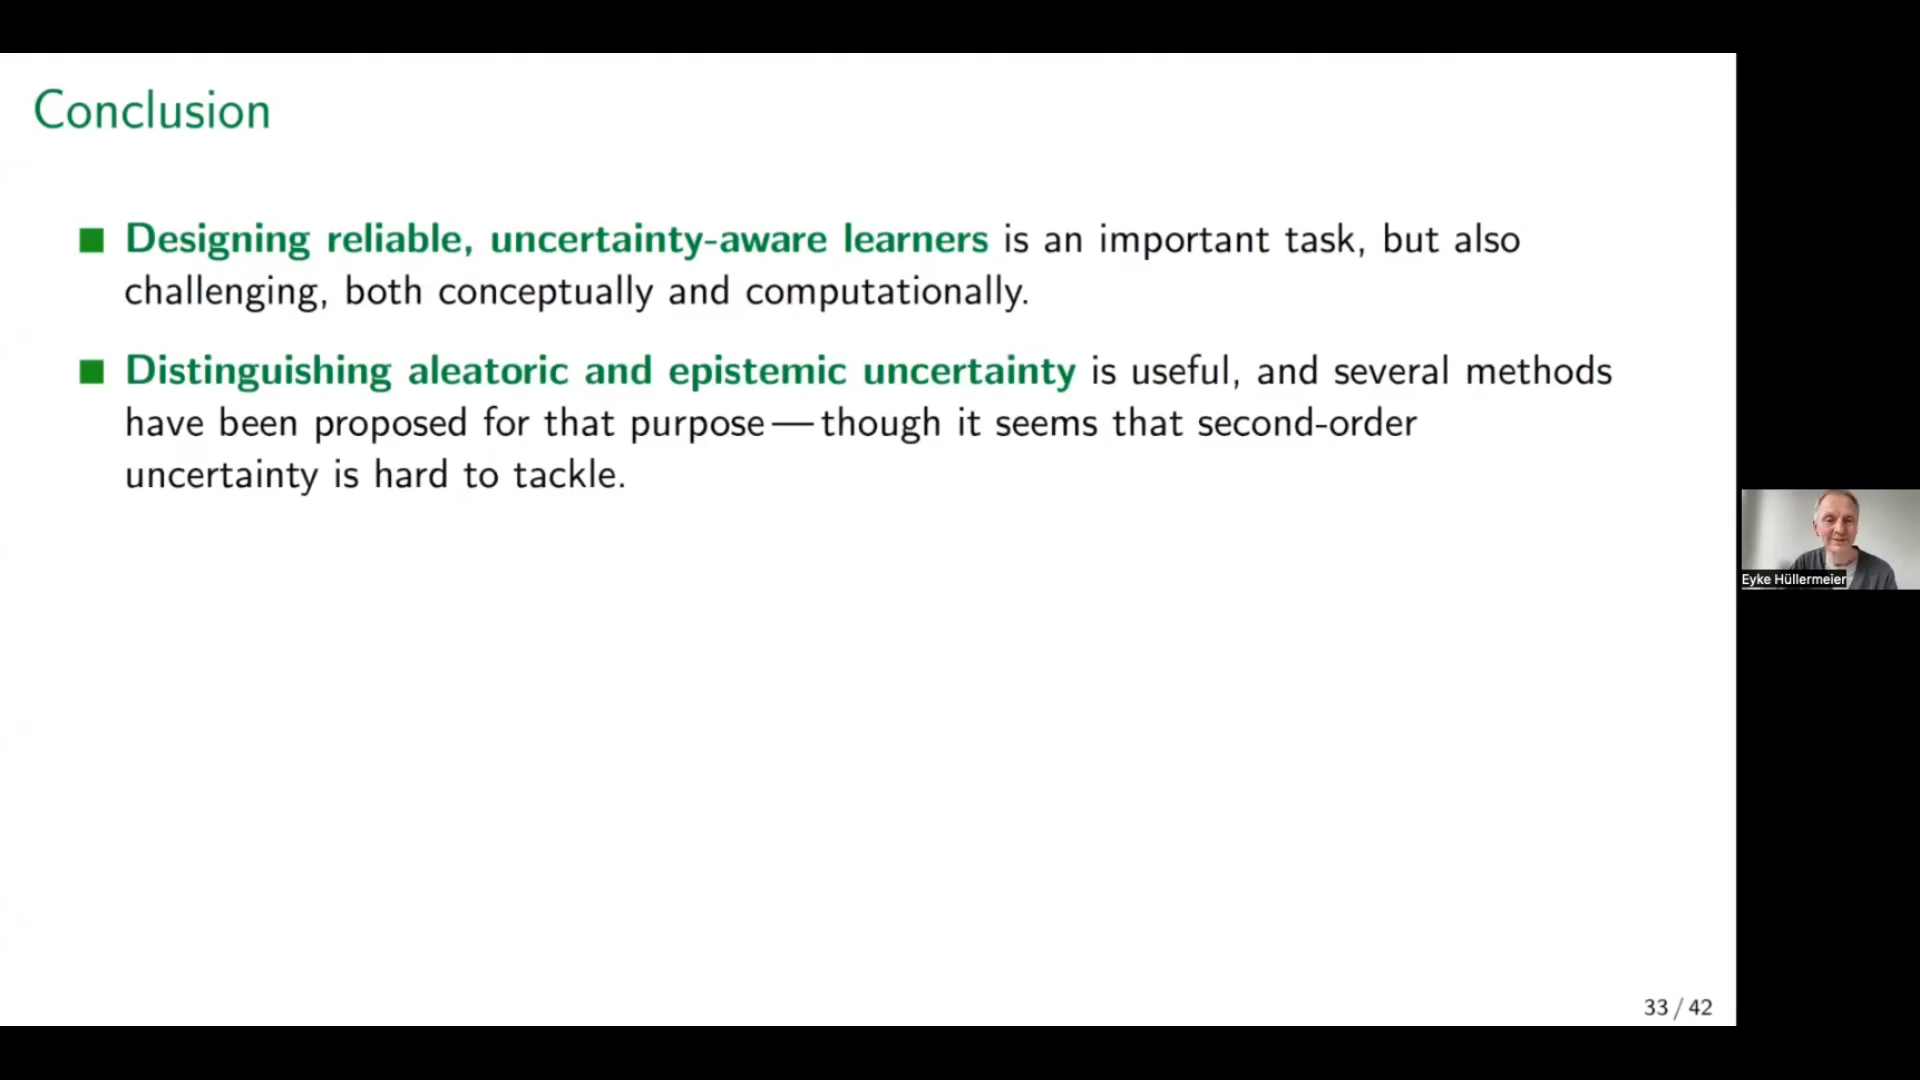 Conclusion
Designing reliable, uncertainty-aware learners is an important task, but also
challenging, both conceptually and computationally.
Distinguishing aleatoric and epistemic uncertainty is useful, and several methods
have been proposed for that purpose — though it seems that second-order
uncertainty is hard to tackle.
Eyke Hüllermeier
33 / 42